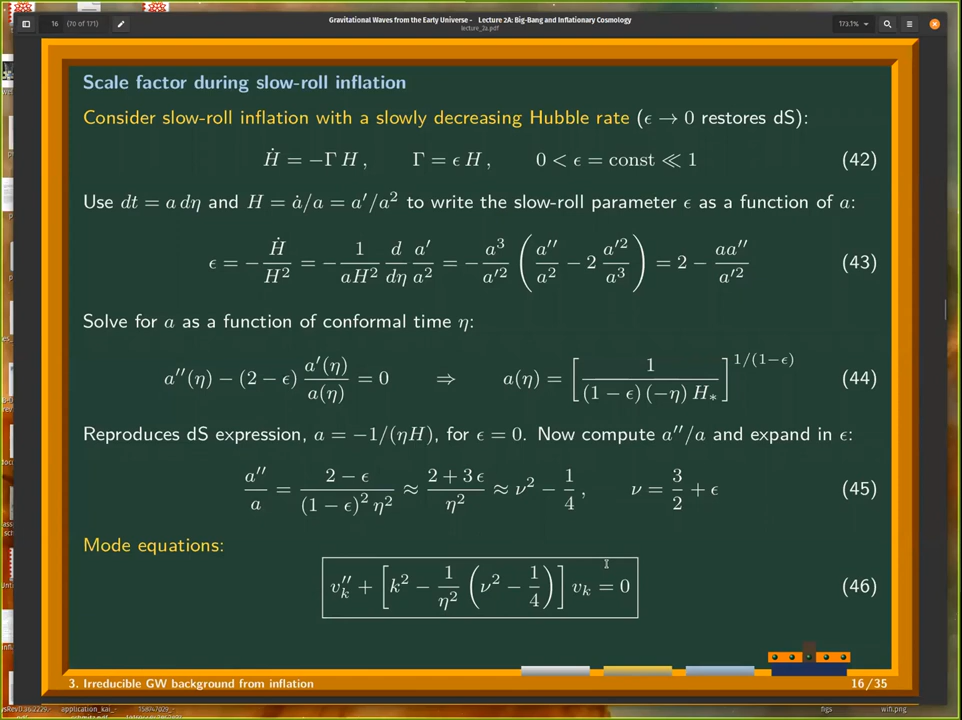 16 (70 of 171)
Gravitational Waves from the Early Universe - Lecture 2A: Big-Bang and Inflationary Cosmology
lecture_2a.pdf
173.1%
Scale factor during slow-roll inflation
Consider slow-roll inflation with a slowly decreasing Hubble rate (ϵ → 0 restores dS):
Ḣ = −Γ H , Γ = ϵ H , 0 < ϵ = const ≪ 1 (42)
Use dt = a dη and H = ȧ/a = a′/a² to write the slow-roll parameter ϵ as a function of a:
ϵ = − Ḣ/H² = − 1/(aH²) d/dη a′/a² = − a³/a′² ( a″/a² − 2 a′²/a³ ) = 2 − aa″/a′² (43)
Solve for a as a function of conformal time η:
a″(η) − (2 − ϵ) a′(η)/a(η) = 0 ⇒ a(η) = [ 1/((1 − ϵ) (−η) H∗) ]^1/(1−ϵ) (44)
Reproduces dS expression, a = −1/(ηH), for ϵ = 0. Now compute a″/a and expand in ϵ:
a″/a = (2 − ϵ)/((1 − ϵ)² η²) ≈ (2 + 3 ϵ)/η² ≈ ν² − 1/4 , ν = 3/2 + ϵ (45)
Mode equations:
v″ₖ + [ k² − 1/η² ( ν² − 1/4 ) ] vₖ = 0 (46)
3. Irreducible GW background from inflation 16/35
figs wifi.png